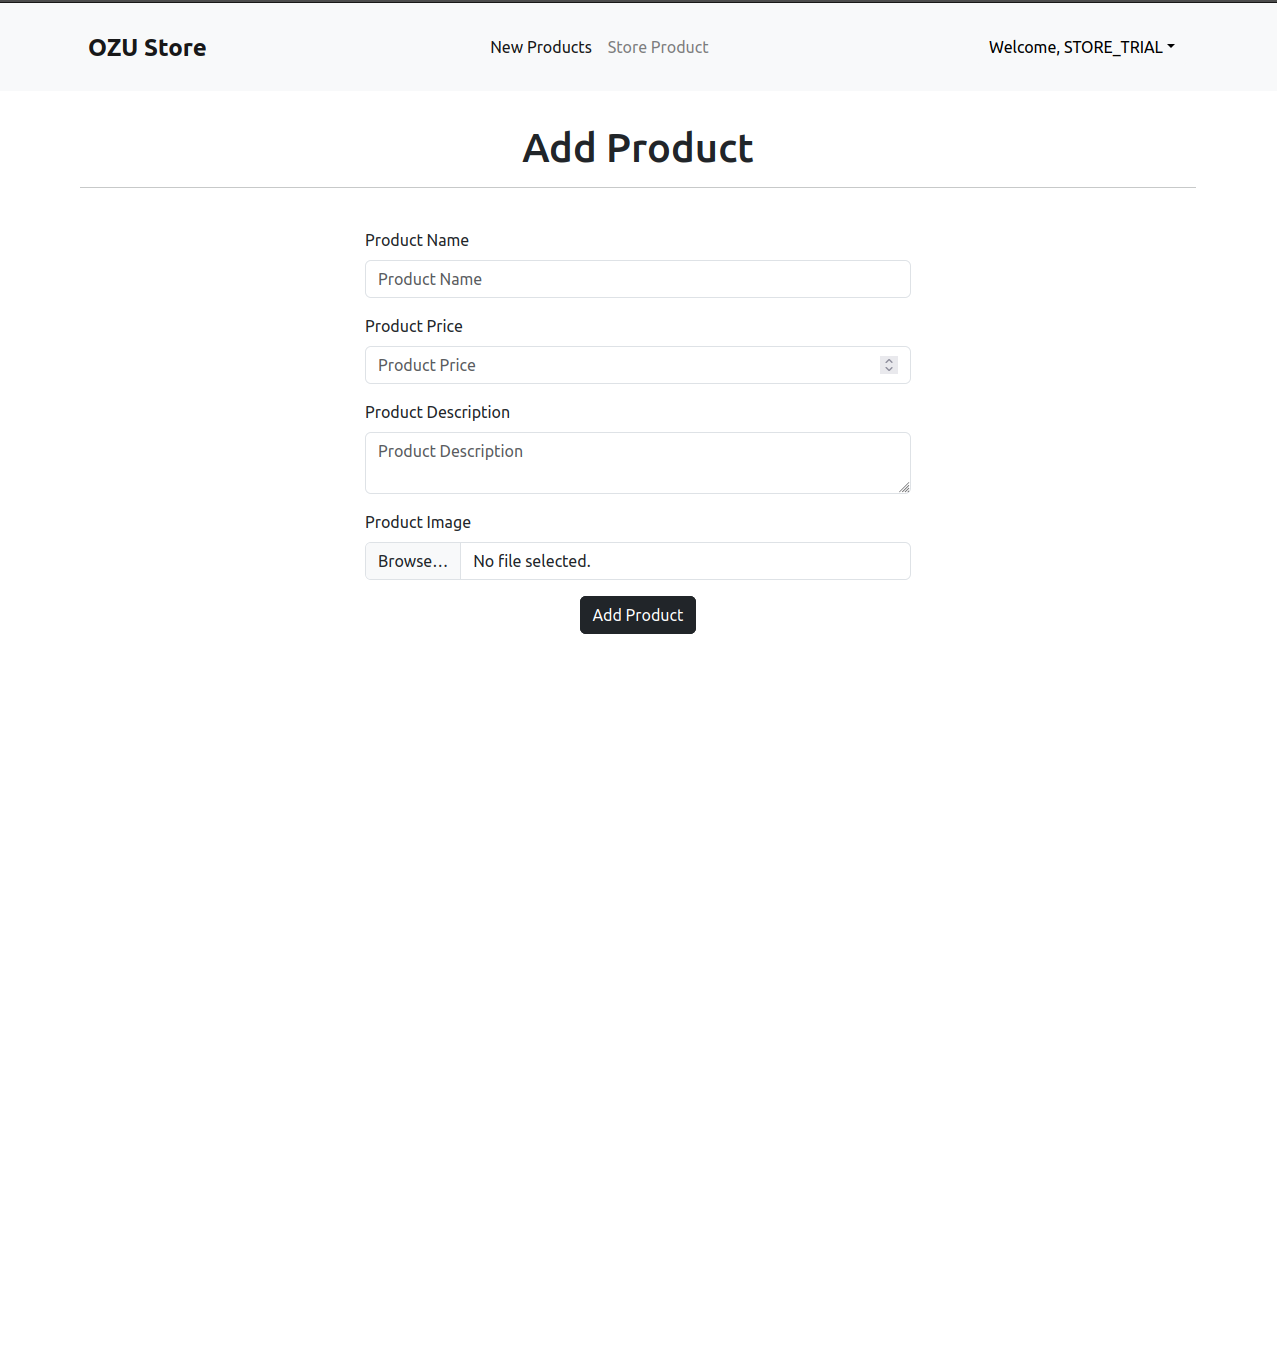 OZU Store
New Products Store Product
Welcome, STORE_TRIAL
Add Product
Product Name
Product Name
Product Price
Product Price
Product Description
Product Description
Product Image
Browse… No file selected.
Add Product